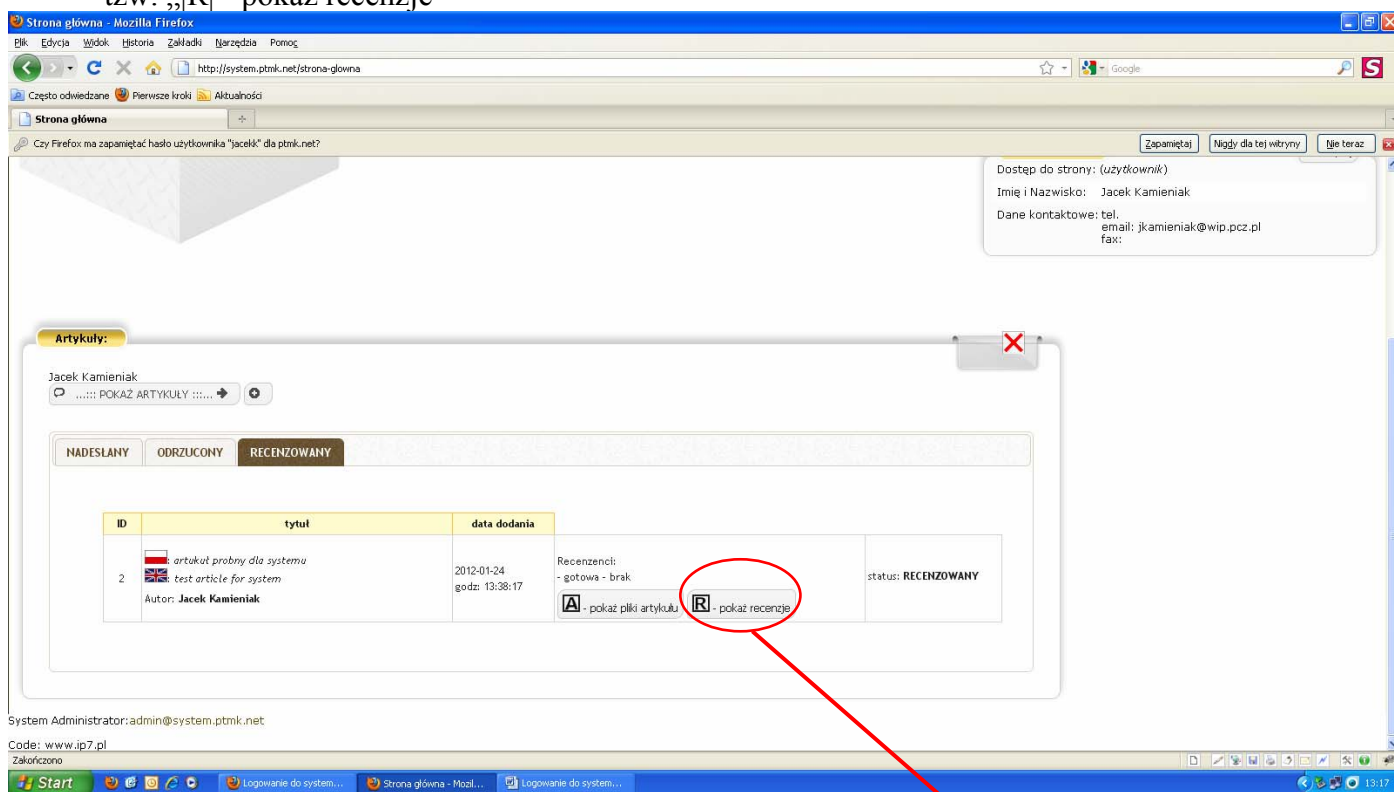 tzw. „|R| - pokaż recenzje
Strona główna - Mozilla Firefox
Plik Edycja Widok Historia Zakładki Narzędzia Pomoc
http://system.ptmk.net/strona-glowna
Google
S
Często odwiedzane Pierwsze kroki Aktualności
Strona główna
Czy Firefox ma zapamiętać hasło użytkownika "jacekk" dla ptmk.net?
Zapamiętaj Nigdy dla tej witryny Nie teraz
Dostęp do strony: (użytkownik)
Imię i Nazwisko: Jacek Kamieniak
Dane kontaktowe: tel.
email: jkamieniak@wip.pcz.pl
fax:
Artykuły:
Jacek Kamieniak
...::: POKAŻ ARTYKUŁY :::...
NADESŁANY ODRZUCONY RECENZOWANY
ID tytuł data dodania
2
: artukuł probny dla systemu
: test article for system
Autor: Jacek Kamieniak
2012-01-24
godz: 13:38:17
Recenzenci:
- gotowa - brak
A - pokaż pliki artykułu R - pokaż recenzje
status: RECENZOWANY
System Administrator: admin@system.ptmk.net
Code: www.ip7.pl
Zakończono
Start Logowanie do system... Strona główna - Mozil... Logowanie do system... 13:17